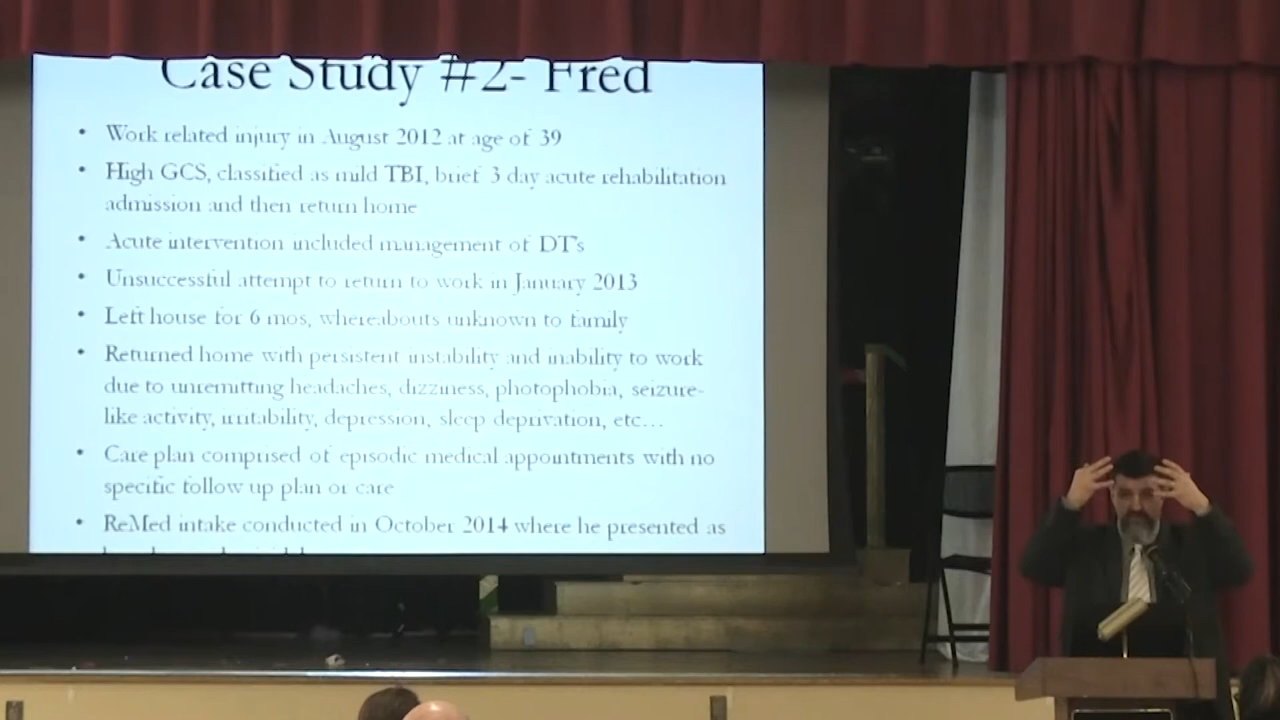 Case Study #2- Fred
• Work related injury in August 2012 at age of 39
• High GCS, classified as mild TBI, brief 3 day acute rehabilitation
admission and then return home
• Acute intervention included management of DT's
• Unsuccessful attempt to return to work in January 2013
• Left house for 6 mos, whereabouts unknown to family
• Returned home with persistent instability and inability to work
due to unremitting headaches, dizziness, photophobia, seizure-
like activity, irritability, depression, sleep deprivation, etc…
• Care plan comprised of episodic medical appointments with no
specific follow up plan or care
• ReMed intake conducted in October 2014 where he presented as